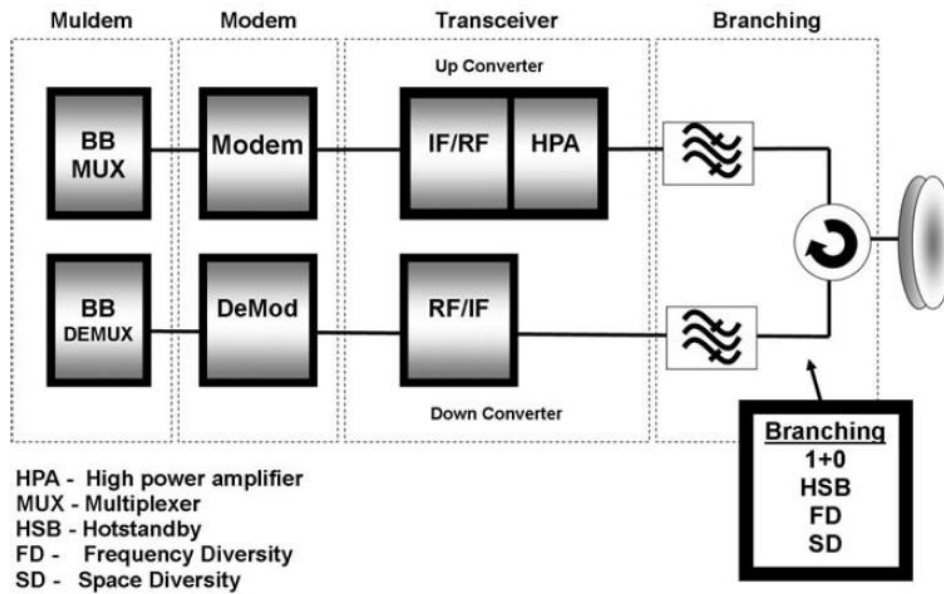 Muldem
Modem
Transceiver
Branching
Up Converter
BB
MUX
Modem
IF/RF
HPA
BB
DEMUX
DeMod
RF/IF
Down Converter
Branching
1+0
HSB
FD
SD
HPA - High power amplifier
MUX - Multiplexer
HSB - Hotstandby
FD - Frequency Diversity
SD - Space Diversity